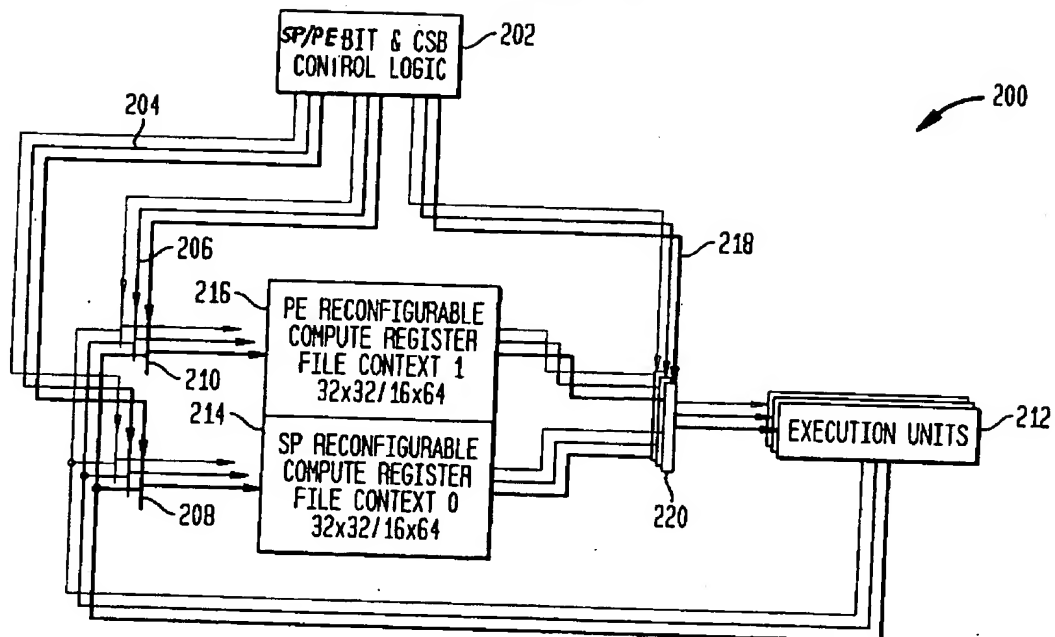 SP/PE BIT & CSB
CONTROL LOGIC
202
204
200
206
218
216
PE RECONFIGURABLE
COMPUTE REGISTER
FILE CONTEXT 1
32x32/16x64
210
214
SP RECONFIGURABLE
COMPUTE REGISTER
FILE CONTEXT 0
32x32/16x64
EXECUTION UNITS
212
208
220